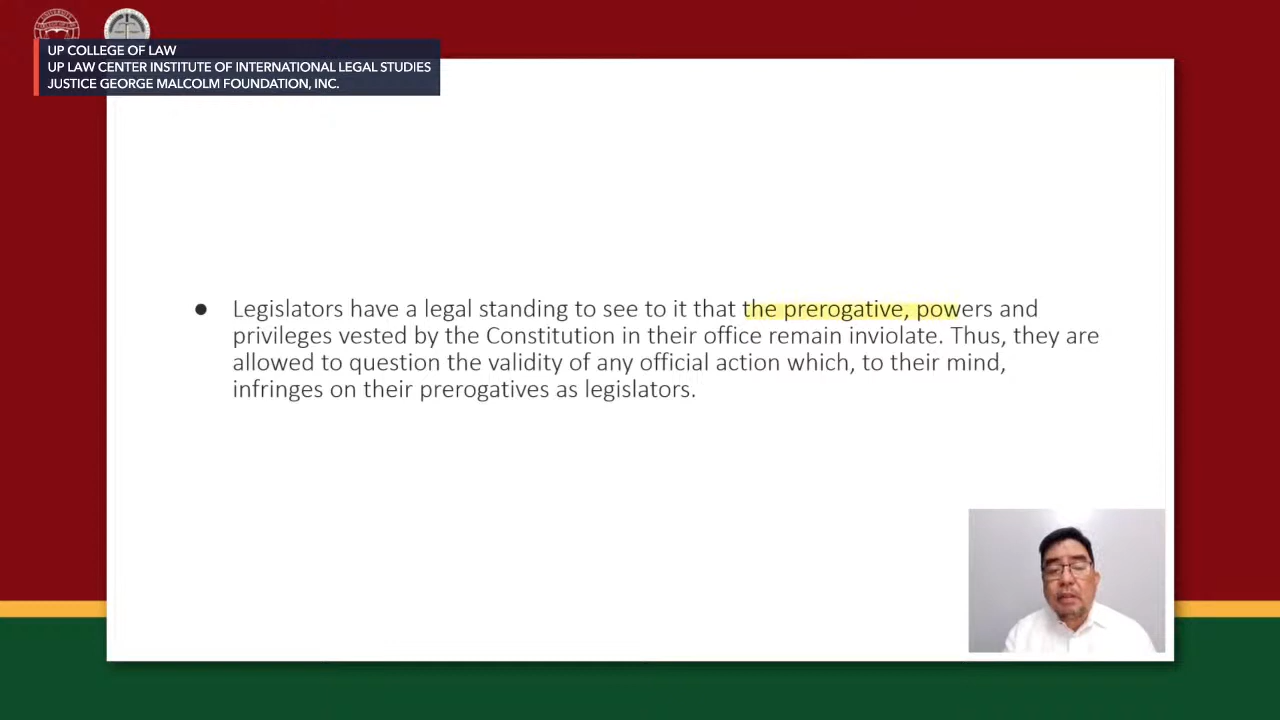 UP COLLEGE OF LAW
UP LAW CENTER INSTITUTE OF INTERNATIONAL LEGAL STUDIES
JUSTICE GEORGE MALCOLM FOUNDATION, INC.
● Legislators have a legal standing to see to it that the prerogative, powers and
privileges vested by the Constitution in their office remain inviolate. Thus, they are
allowed to question the validity of any official action which, to their mind,
infringes on their prerogatives as legislators.